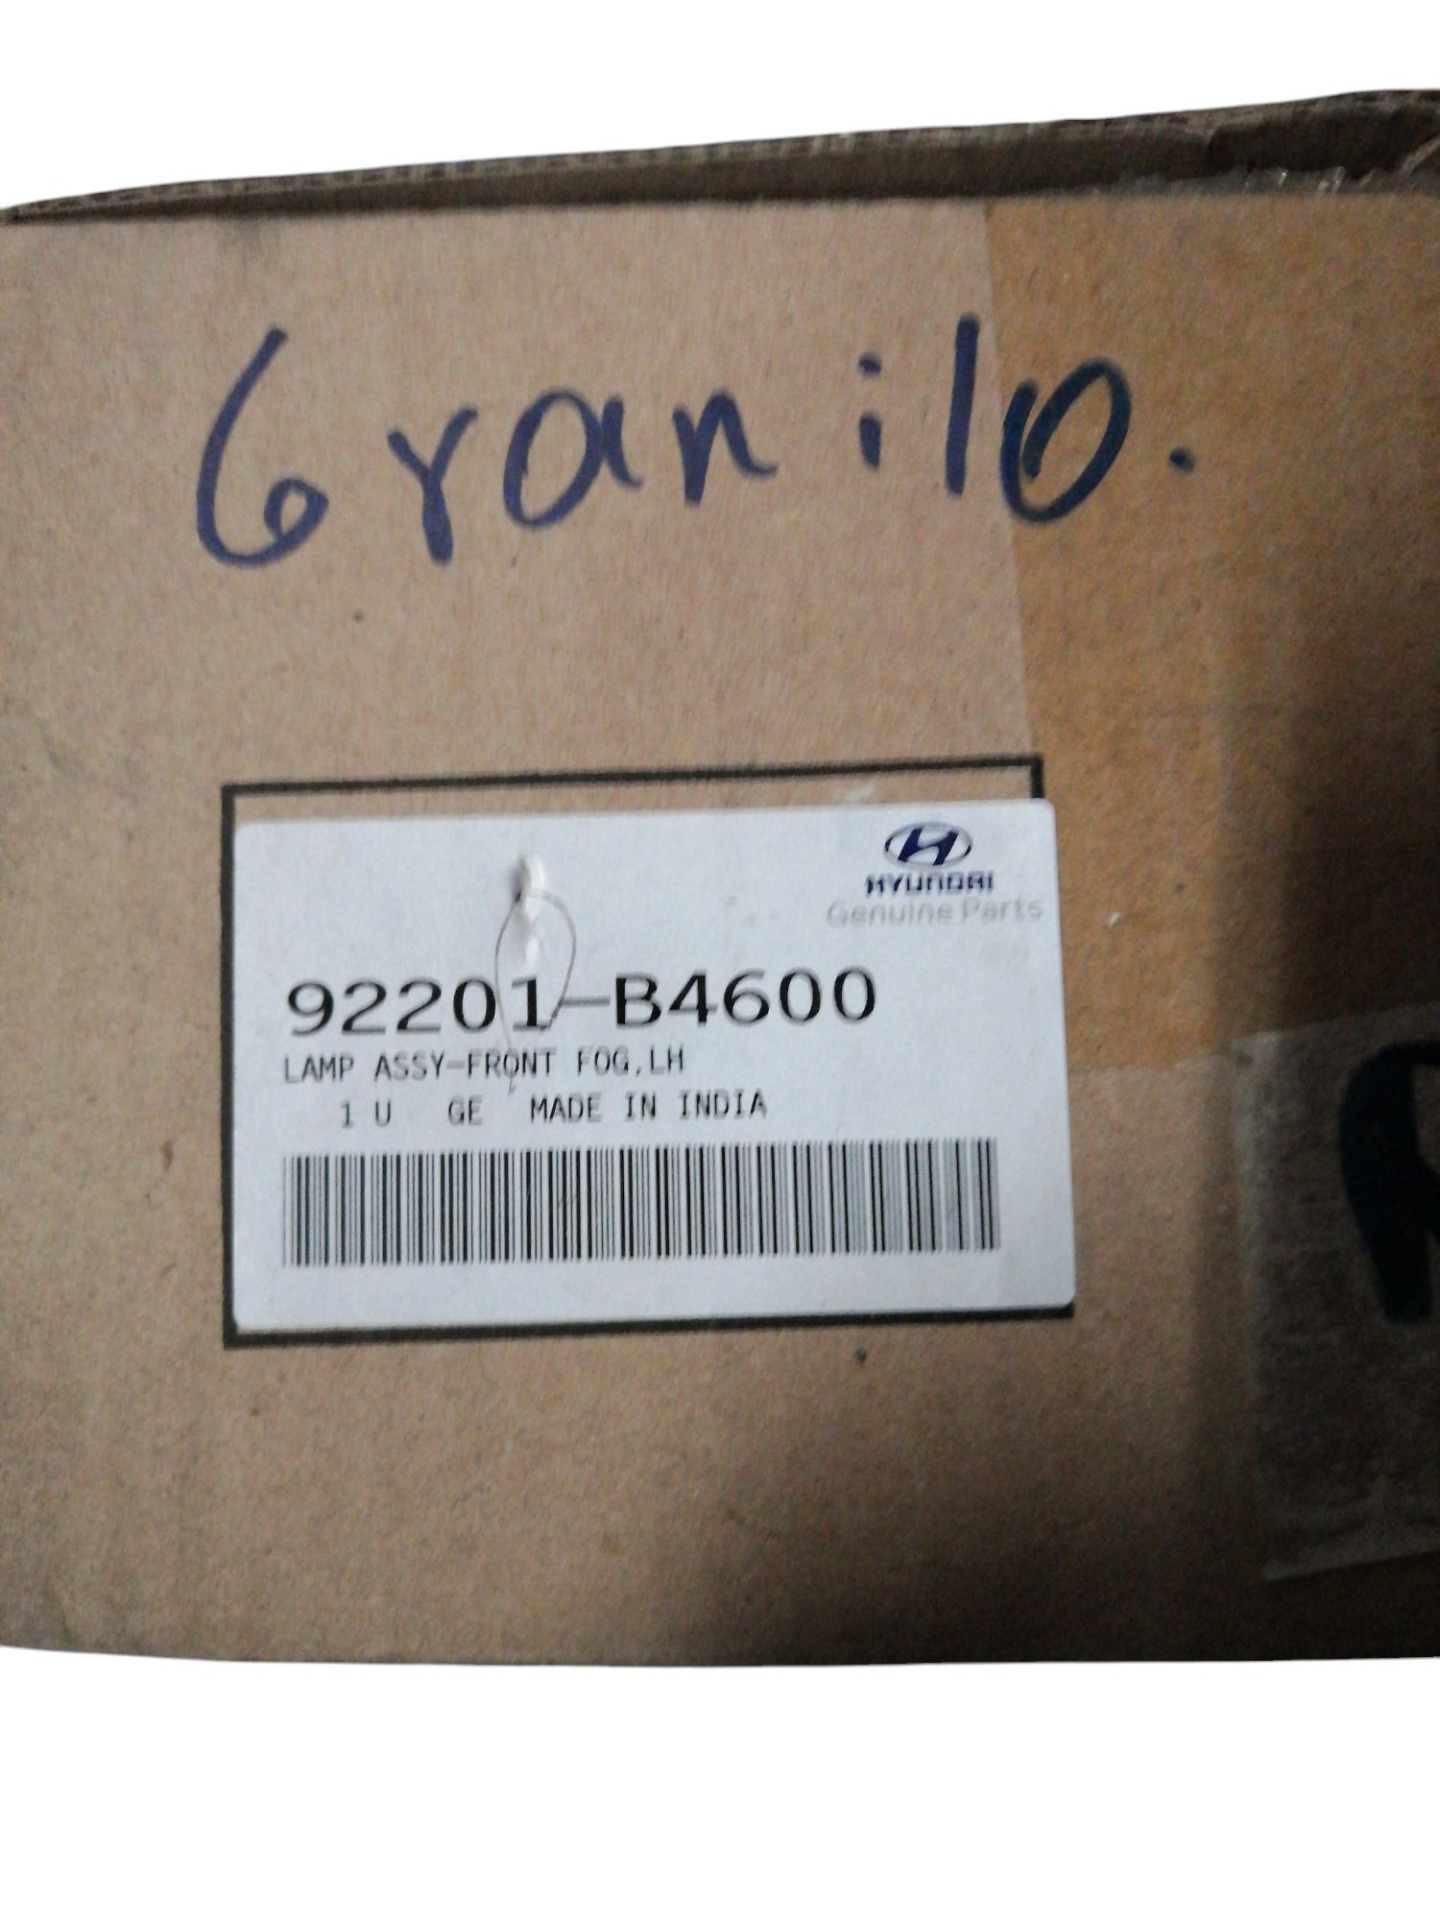 Gran i10.
HYUNDAI
Genuine Parts
92201-B4600
LAMP ASSY-FRONT FOG,LH
1 U GE MADE IN INDIA